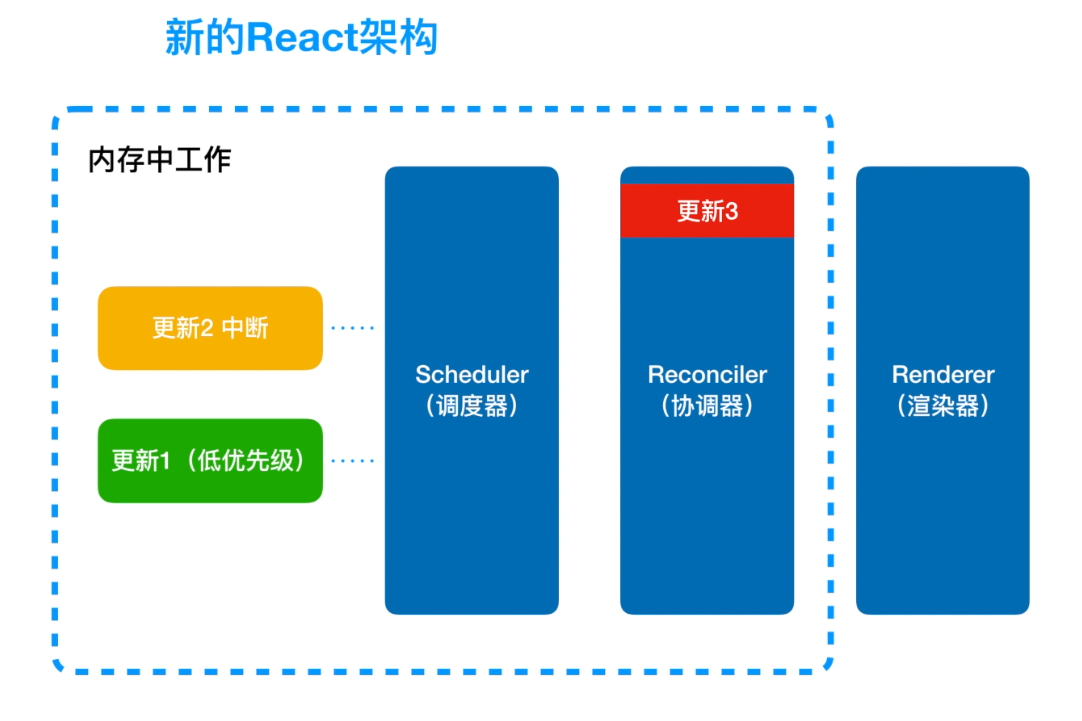 新的React架构
内存中工作
更新3
更新2 中断
Scheduler
（调度器）
Reconciler
（协调器）
Renderer
（渲染器）
更新1（低优先级）